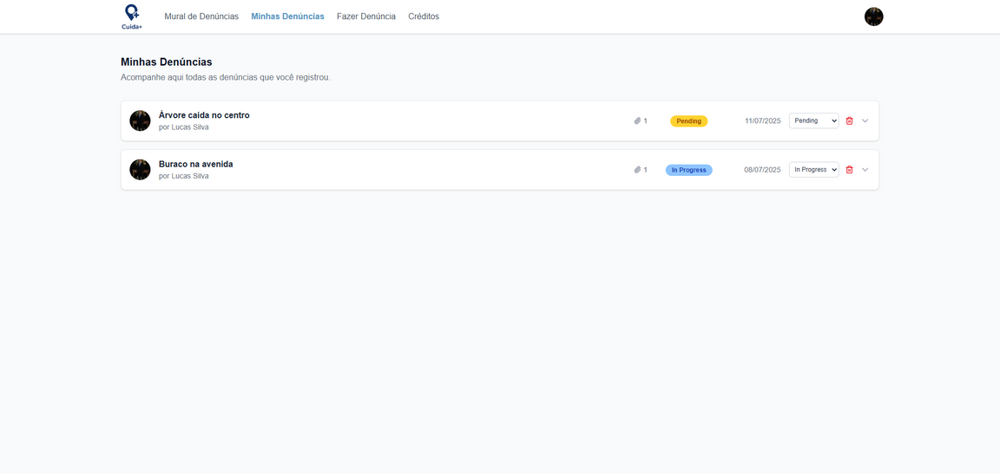 Cuida+
Mural de Denúncias
Minhas Denúncias
Fazer Denúncia
Créditos
Minhas Denúncias
Acompanhe aqui todas as denúncias que você registrou.
Árvore caida no centro
por Lucas Silva
1
Pending
11/07/2025
Pending
Buraco na avenida
por Lucas Silva
1
In Progress
08/07/2025
In Progress